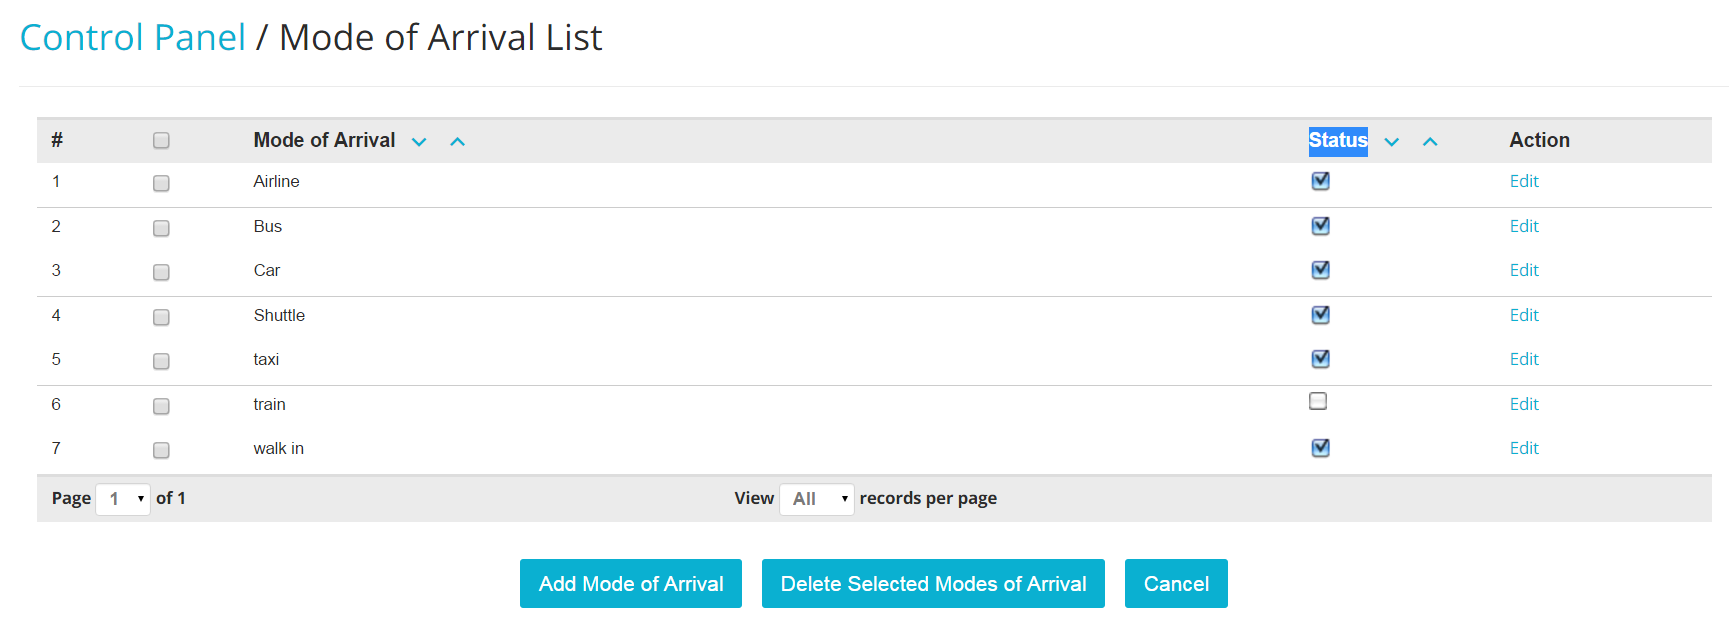 Control Panel / Mode of Arrival List
# Mode of Arrival Status Action
1 Airline Edit
2 Bus Edit
3 Car Edit
4 Shuttle Edit
5 taxi Edit
6 train Edit
7 walk in Edit
Page 1 of 1 View All records per page
Add Mode of Arrival Delete Selected Modes of Arrival Cancel